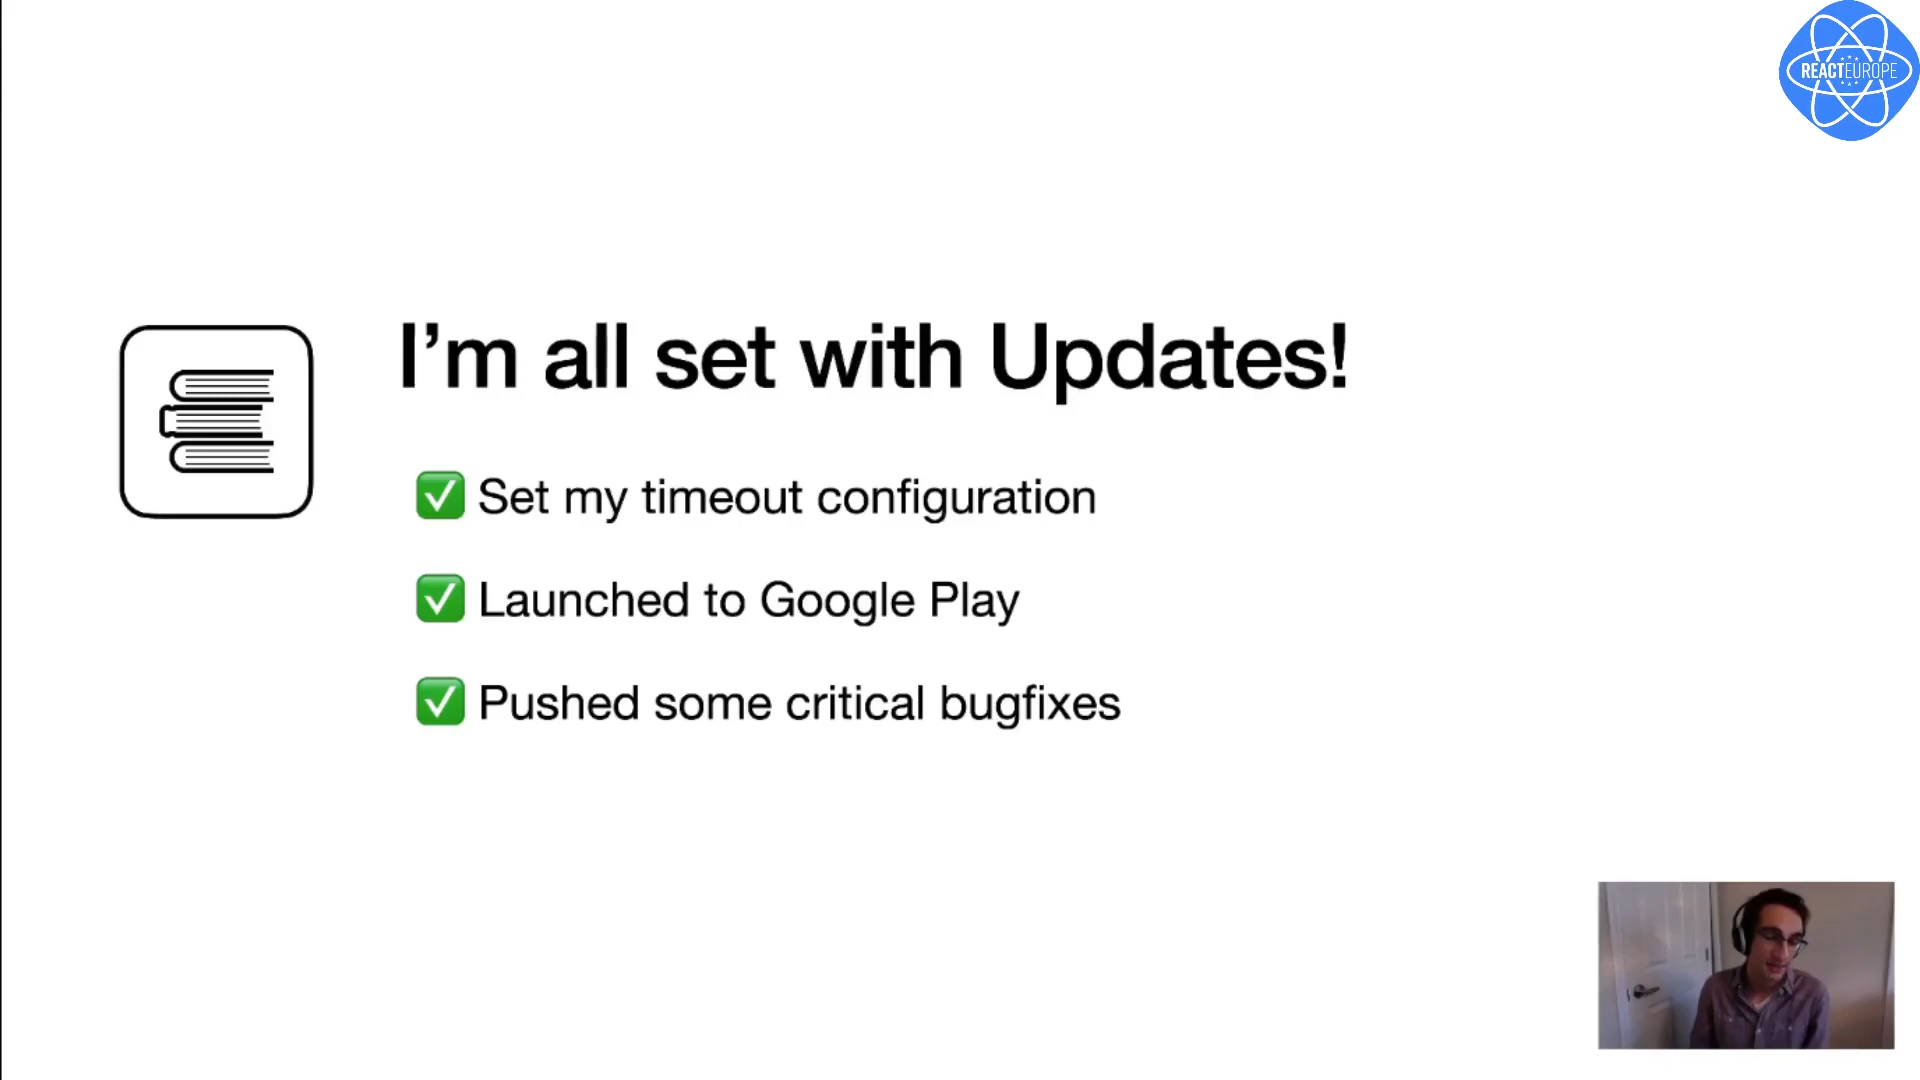 REACTEUROPE
I’m all set with Updates!
✅ Set my timeout configuration
✅ Launched to Google Play
✅ Pushed some critical bugfixes